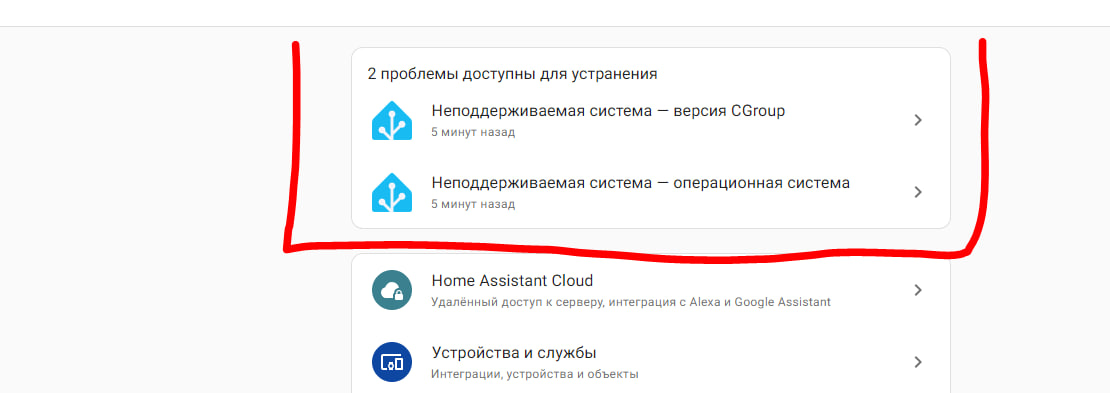 2 проблемы доступны для устранения
Неподдерживаемая система — версия CGroup
5 минут назад
Неподдерживаемая система — операционная система
5 минут назад
Home Assistant Cloud
Удалённый доступ к серверу, интеграция с Alexa и Google Assistant
Устройства и службы
Интеграции, устройства и объекты